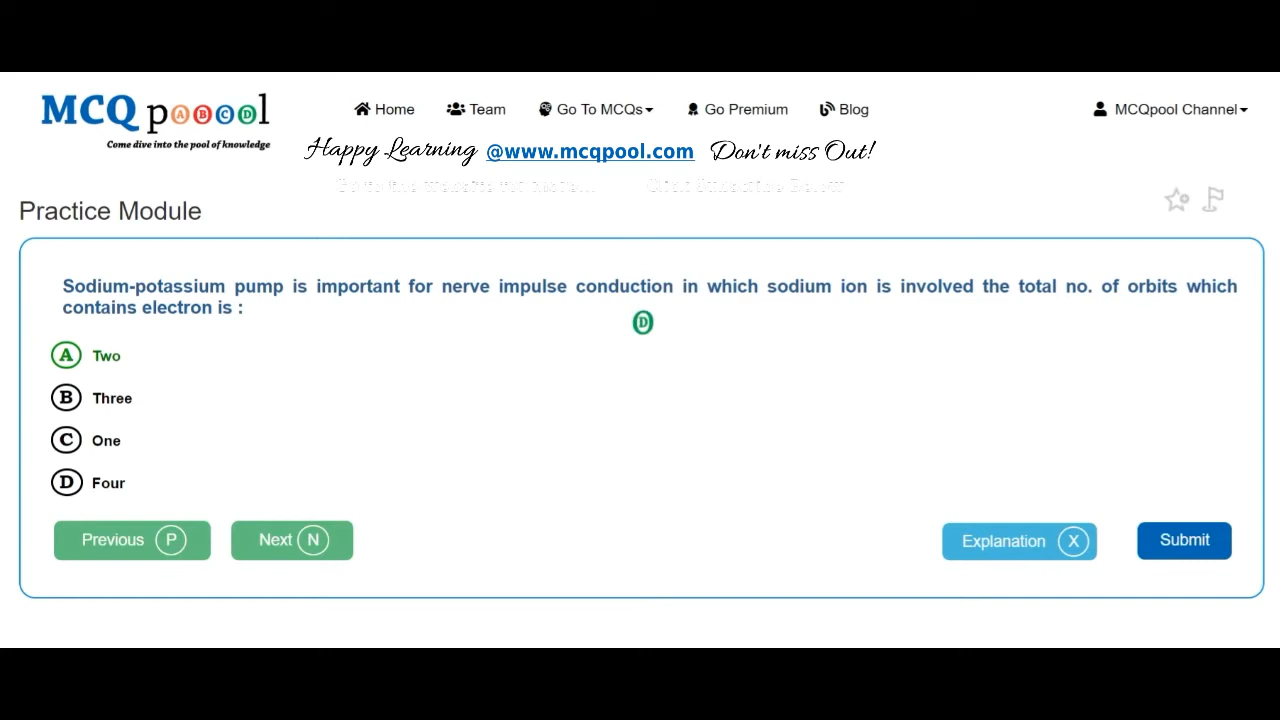 MCQ pooool
Come dive into the pool of knowledge
Home Team Go To MCQs Go Premium Blog MCQpool Channel
Happy Learning @www.mcqpool.com Don't miss Out!
Practice Module
Sodium-potassium pump is important for nerve impulse conduction in which sodium ion is involved the total no. of orbits which
contains electron is :
D
A Two
B Three
C One
D Four
Previous P Next N Explanation X Submit